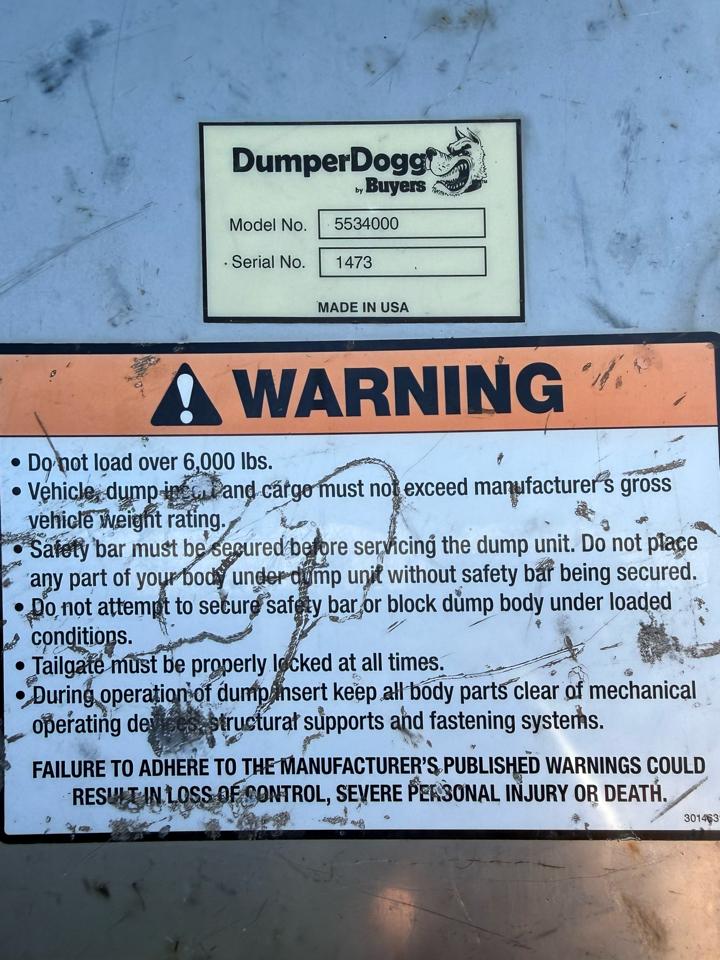 DumperDogg
by Buyers
Model No. 5534000
Serial No. 1473
MADE IN USA
WARNING
• Do not load over 6,000 lbs.
• Vehicle, dump insert and cargo must not exceed manufacturer's gross
vehicle weight rating.
• Safety bar must be secured before servicing the dump unit. Do not place
any part of your body under dump unit without safety bar being secured.
• Do not attempt to secure safety bar or block dump body under loaded
conditions.
• Tailgate must be properly locked at all times.
• During operation of dump insert keep all body parts clear of mechanical
operating devices, structural supports and fastening systems.
FAILURE TO ADHERE TO THE MANUFACTURER'S PUBLISHED WARNINGS COULD
RESULT IN LOSS OF CONTROL, SEVERE PERSONAL INJURY OR DEATH.